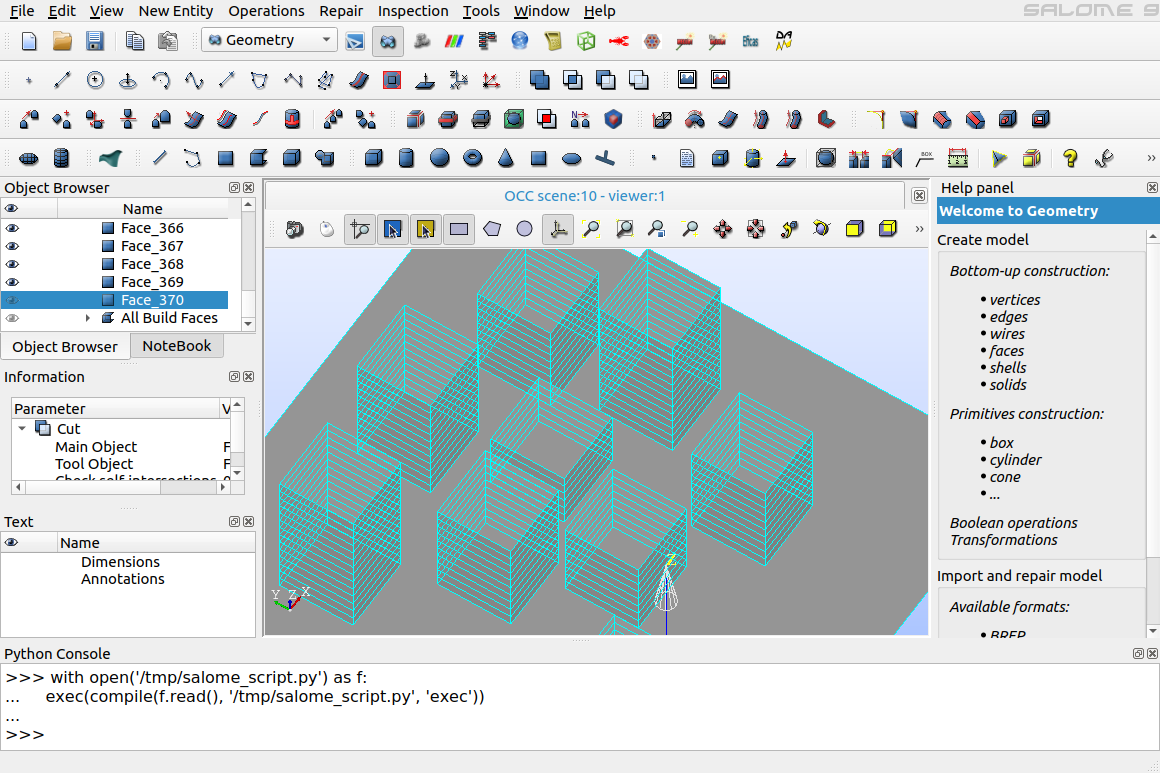 File Edit View New Entity Operations Repair Inspection Tools Window Help
SALOME 9
Geometry
Eficas
BOX
Object Browser
Name
Face_366
Face_367
Face_368
Face_369
Face_370
All Build Faces
Object Browser NoteBook
Information
Parameter V
Cut
Main Object F
Tool Object F
Check self intersections
Text
Name
Dimensions
Annotations
OCC scene:10 - viewer:1
Z
Y Z X
Help panel
Welcome to Geometry
Create model
Bottom-up construction:
• vertices
• edges
• wires
• faces
• shells
• solids
Primitives construction:
• box
• cylinder
• cone
• ...
Boolean operations
Transformations
Import and repair model
Available formats:
• BREP
Python Console
>>> with open('/tmp/salome_script.py') as f:
...     exec(compile(f.read(), '/tmp/salome_script.py', 'exec'))
...
>>>